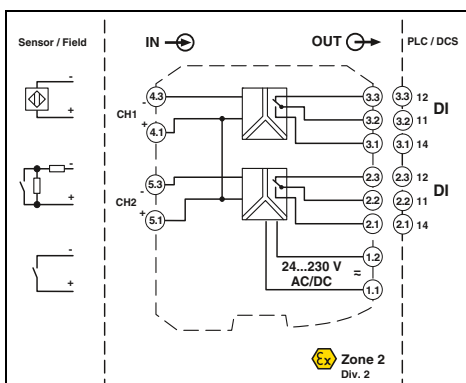 Sensor / Field IN OUT PLC / DCS
- 4.3 3.3 3.3 12
- CH1 3.2 3.2 11 DI
+ + 4.1 3.1 3.1 14
5.3 2.3 2.3 12
- - CH2 2.2 2.2 11 DI
+ + 5.1 2.1 2.1 14
- 1.2
24...230 V
AC/DC ≈
+ 1.1
Ex Zone 2
Div. 2